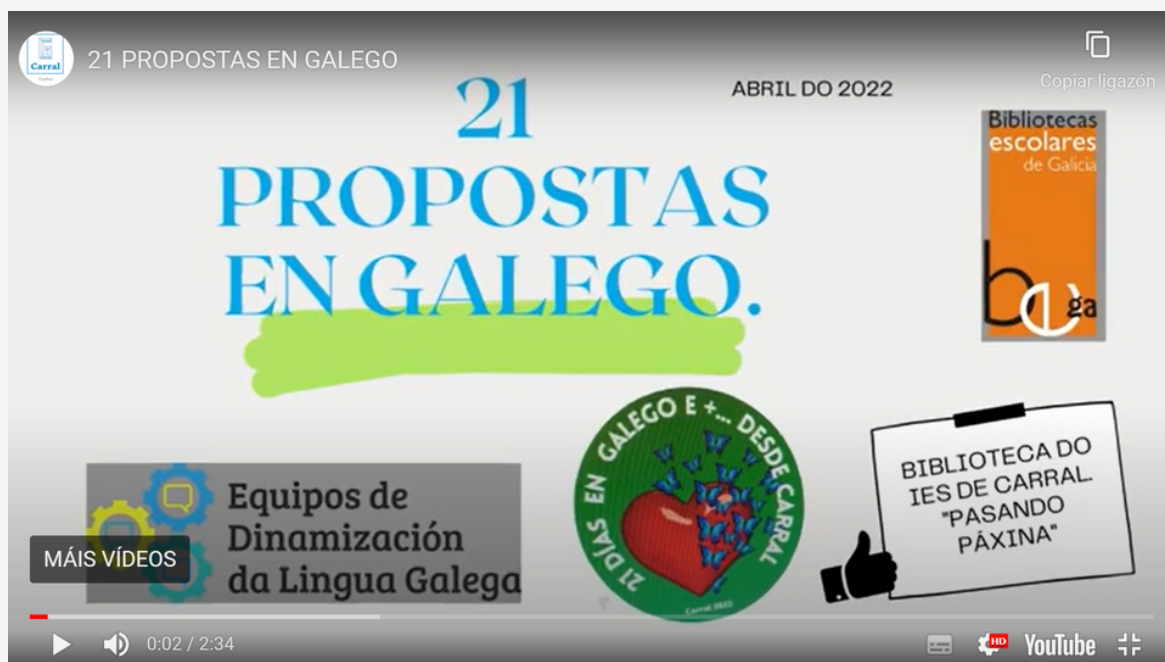 Carral
21 PROPOSTAS EN GALEGO
Copiar ligazón
ABRIL DO 2022
21
PROPOSTAS
EN GALEGO.
Bibliotecas
escolares
de Galicia
be
ga
Equipos de
Dinamización
da Lingua Galega
21 DÍAS EN GALEGO E +... DESDE CARRAL
Carral 2022
BIBLIOTECA DO
IES DE CARRAL.
"PASANDO
PÁXINA"
MÁIS VÍDEOS
0:02 / 2:34
HD
YouTube